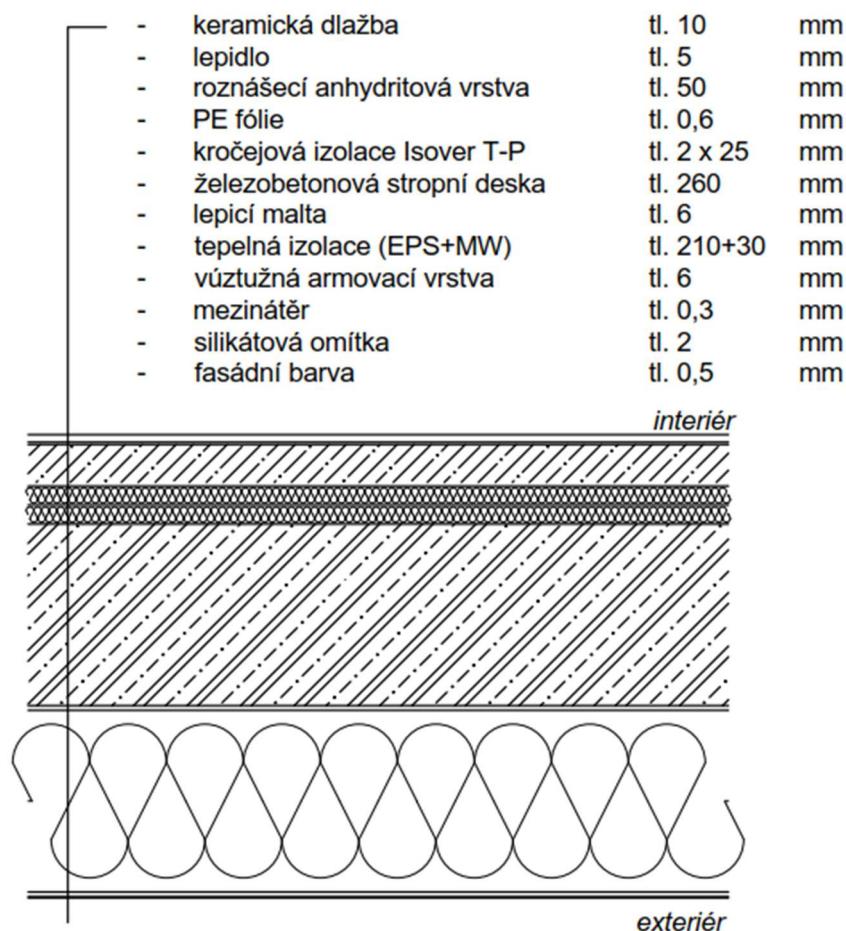 - keramická dlažba tl. 10 mm
- lepidlo tl. 5 mm
- roznášecí anhydritová vrstva tl. 50 mm
- PE fólie tl. 0,6 mm
- kročejová izolace Isover T-P tl. 2 x 25 mm
- železobetonová stropní deska tl. 260 mm
- lepicí malta tl. 6 mm
- tepelná izolace (EPS+MW) tl. 210+30 mm
- vúztužná armovací vrstva tl. 6 mm
- mezinátěr tl. 0,3 mm
- silikátová omítka tl. 2 mm
- fasádní barva tl. 0,5 mm
interiér
exteriér